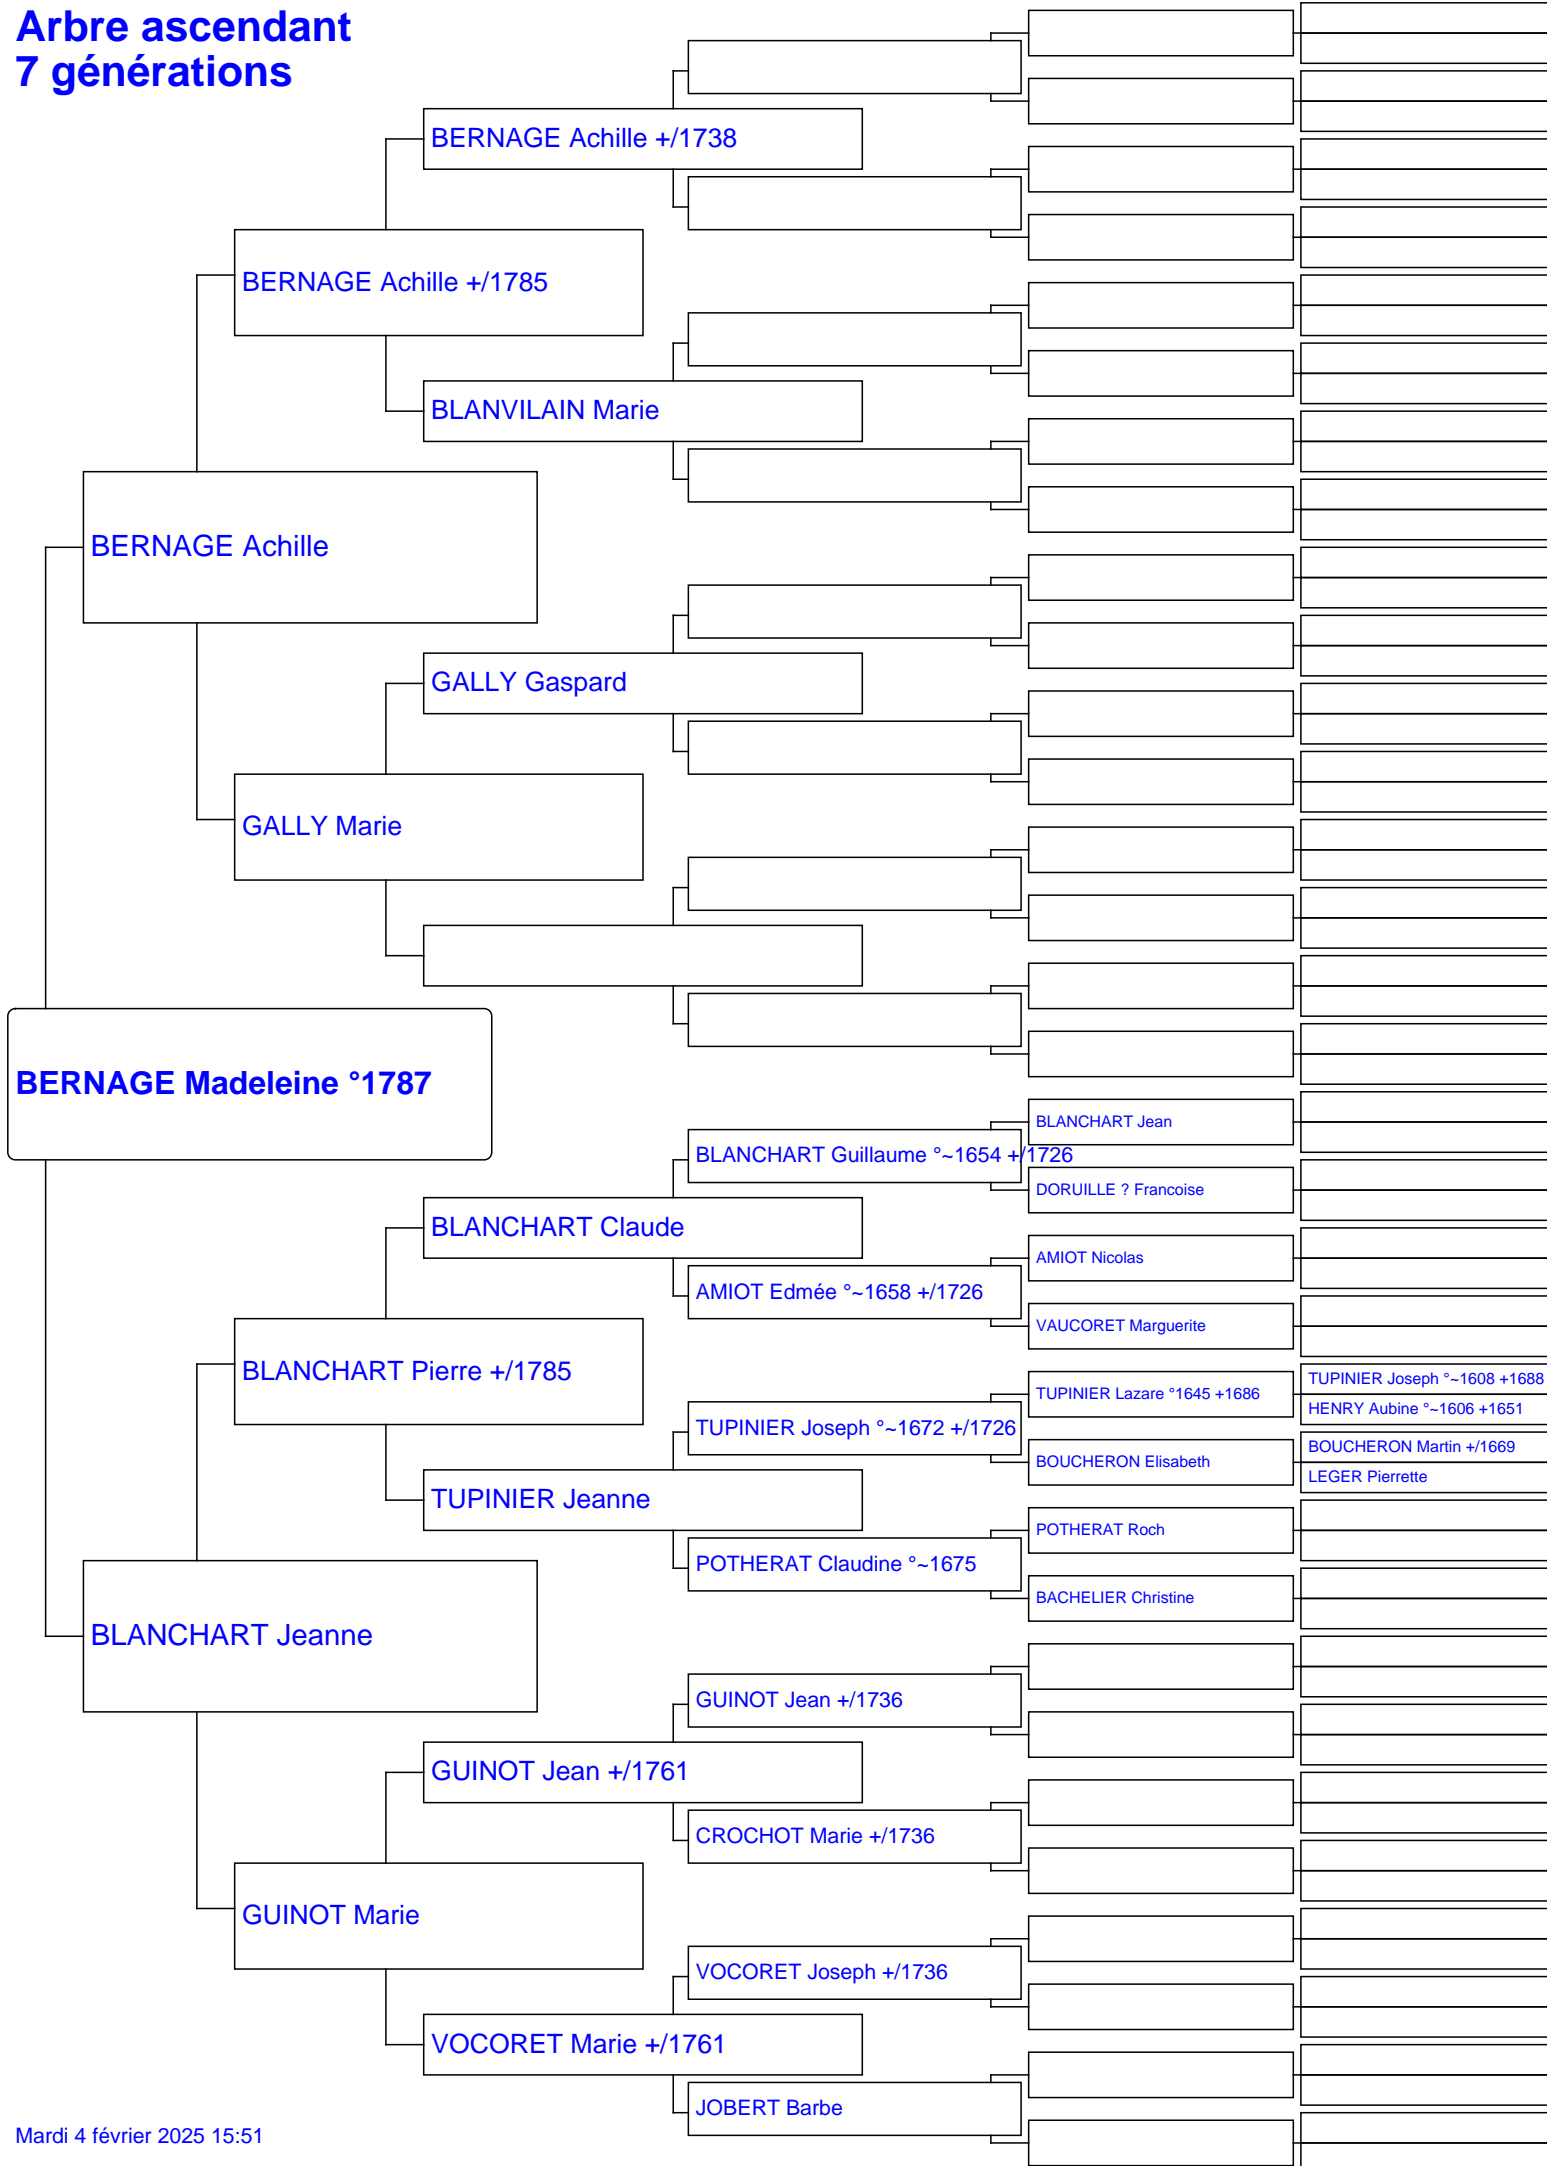 Arbre ascendant
7 générations
BERNAGE Achille +/1738
BERNAGE Achille +/1785
BLANVILAIN Marie
BERNAGE Achille
GALLY Gaspard
GALLY Marie
BERNAGE Madeleine °1787
BLANCHART Jean
BLANCHART Guillaume °~1654 +/1726
DORUILLE ? Francoise
BLANCHART Claude
AMIOT Nicolas
AMIOT Edmée °~1658 +/1726
VAUCORET Marguerite
BLANCHART Pierre +/1785
TUPINIER Joseph °~1608 +1688
TUPINIER Lazare °1645 +1686
HENRY Aubine °~1606 +1651
TUPINIER Joseph °~1672 +/1726
BOUCHERON Martin +/1669
BOUCHERON Elisabeth
LEGER Pierrette
TUPINIER Jeanne
POTHERAT Roch
POTHERAT Claudine °~1675
BACHELIER Christine
BLANCHART Jeanne
GUINOT Jean +/1736
GUINOT Jean +/1761
CROCHOT Marie +/1736
GUINOT Marie
VOCORET Joseph +/1736
VOCORET Marie +/1761
JOBERT Barbe
Mardi 4 février 2025 15:51